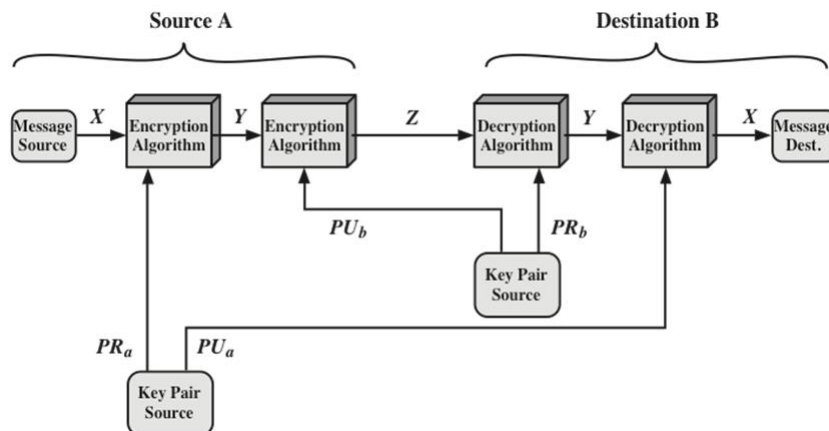 Source A
Destination B
Message
Source
X
Encryption
Algorithm
Y
Encryption
Algorithm
Z
Decryption
Algorithm
Y
Decryption
Algorithm
X
Message
Dest.
PUb
PRb
Key Pair
Source
PRa
PUa
Key Pair
Source